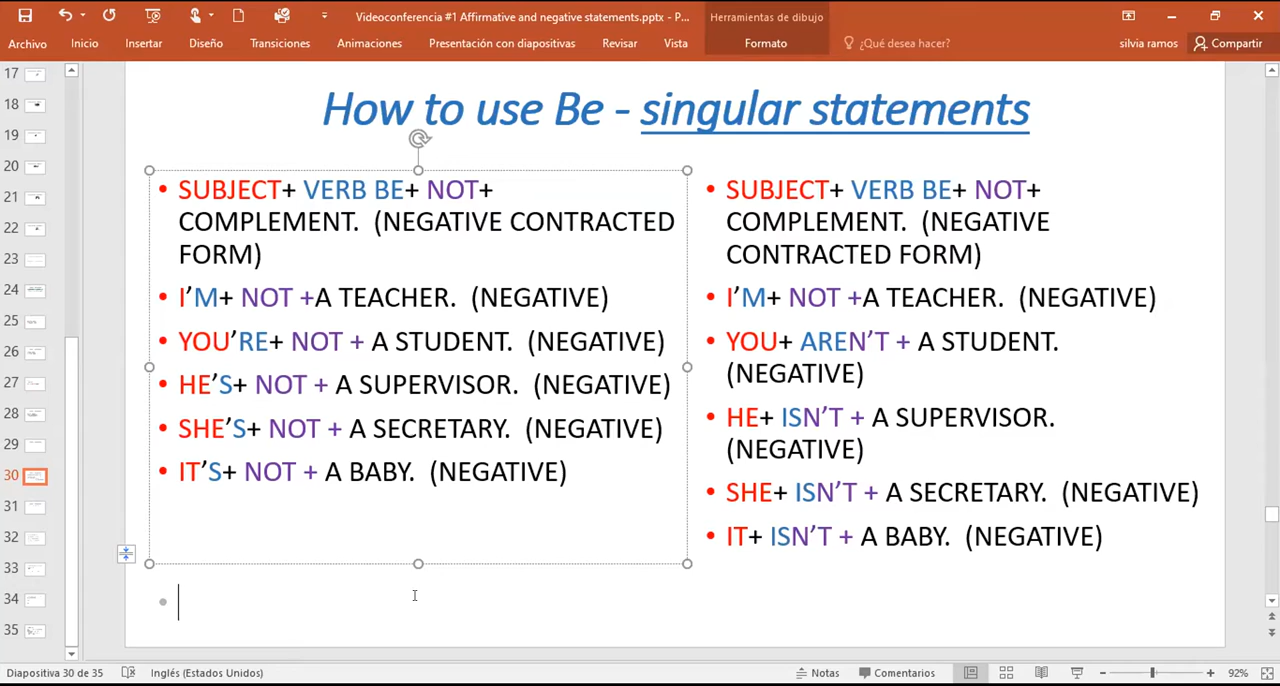 Videoconferencia #1 Affirmative and negative statements.pptx - P...
Herramientas de dibujo
Archivo
Inicio
Insertar
Diseño
Transiciones
Animaciones
Presentación con diapositivas
Revisar
Vista
Formato
¿Qué desea hacer?
silvia ramos
Compartir
17
18
19
20
21
22
23
24
25
26
27
28
29
30
31
32
33
34
35
How to use Be - singular statements
• SUBJECT+ VERB BE+ NOT+
COMPLEMENT. (NEGATIVE CONTRACTED
FORM)
• I’M+ NOT +A TEACHER. (NEGATIVE)
• YOU’RE+ NOT + A STUDENT. (NEGATIVE)
• HE’S+ NOT + A SUPERVISOR. (NEGATIVE)
• SHE’S+ NOT + A SECRETARY. (NEGATIVE)
• IT’S+ NOT + A BABY. (NEGATIVE)
• SUBJECT+ VERB BE+ NOT+
COMPLEMENT. (NEGATIVE
CONTRACTED FORM)
• I’M+ NOT +A TEACHER. (NEGATIVE)
• YOU+ AREN’T + A STUDENT.
(NEGATIVE)
• HE+ ISN’T + A SUPERVISOR.
(NEGATIVE)
• SHE+ ISN’T + A SECRETARY. (NEGATIVE)
• IT+ ISN’T + A BABY. (NEGATIVE)
Diapositiva 30 de 35
Inglés (Estados Unidos)
Notas
Comentarios
92%